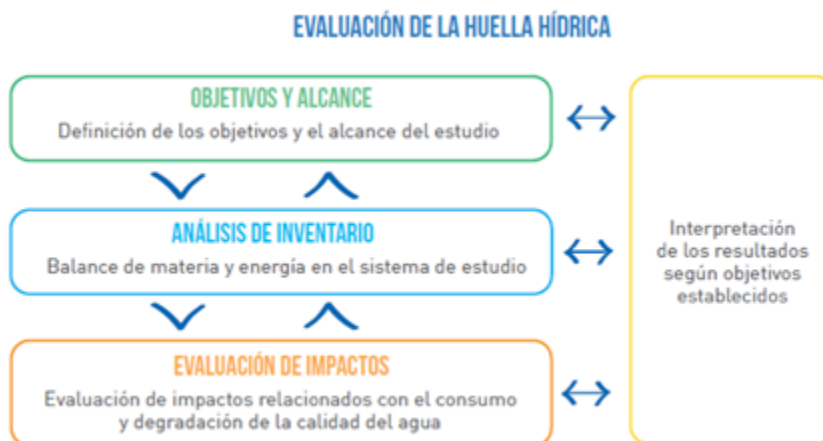 EVALUACIÓN DE LA HUELLA HÍDRICA
OBJETIVOS Y ALCANCE
Definición de los objetivos y el alcance del estudio
ANÁLISIS DE INVENTARIO
Balance de materia y energía en el sistema de estudio
EVALUACIÓN DE IMPACTOS
Evaluación de impactos relacionados con el consumo
y degradación de la calidad del agua
Interpretación
de los resultados
según objetivos
establecidos